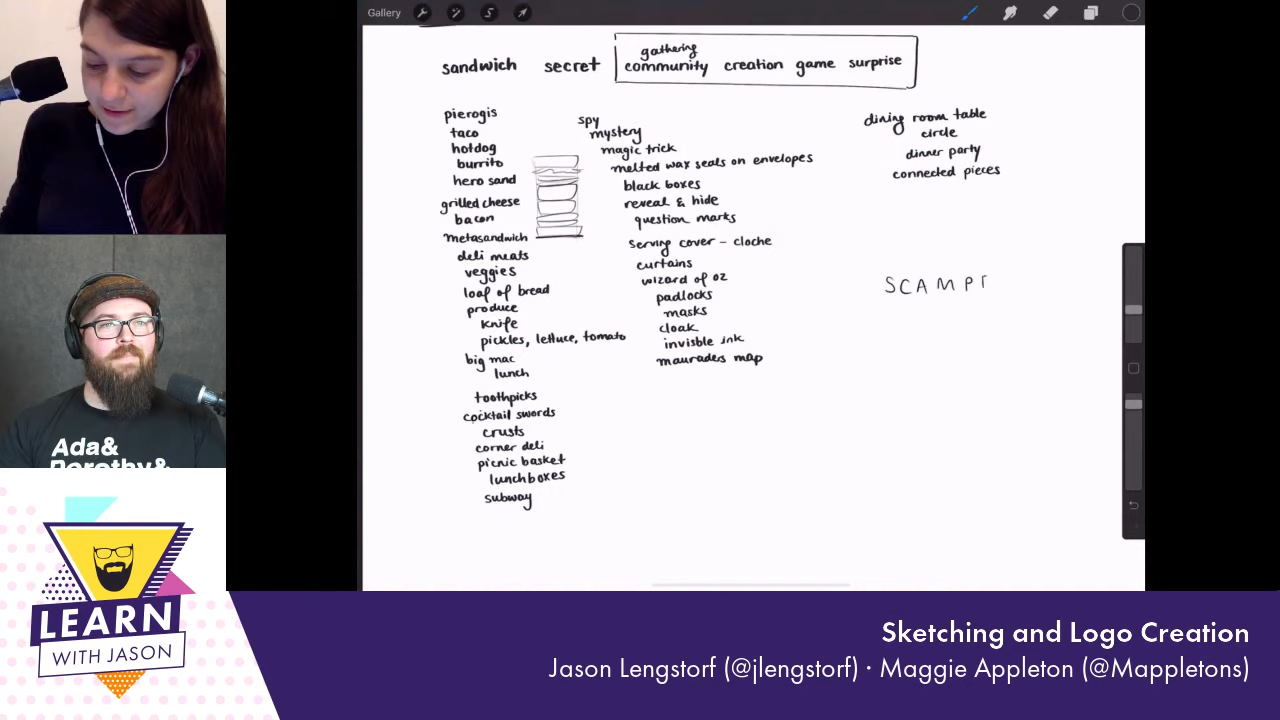 Gallery
gathering
sandwich secret community creation game surprise
pierogis
taco
hotdog
burrito
hero sand
grilled cheese
bacon
metasandwich
deli meats
veggies
loaf of bread
produce
knife
pickles, lettuce, tomato
big mac
lunch
toothpicks
cocktail swords
crusts
corner deli
picnic basket
lunchboxes
subway
spy
mystery
magic trick
melted wax seals on envelopes
black boxes
reveal & hide
question marks
serving cover - cloche
curtains
wizard of oz
padlocks
masks
cloak
invisble ink
mauraders map
dining room table
circle
dinner party
connected pieces
SCAMP
Ada&
Dorothy&
LEARN
WITH JASON
Sketching and Logo Creation
Jason Lengstorf (@jlengstorf) · Maggie Appleton (@Mappletons)